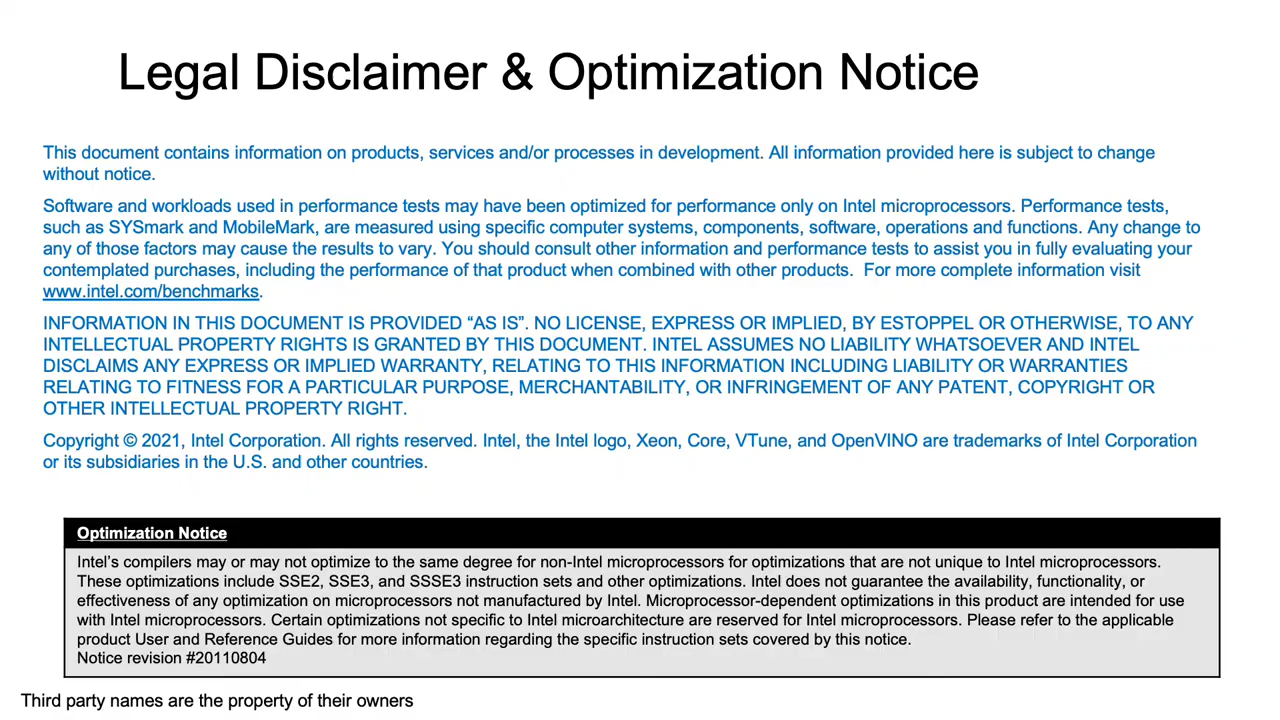 Legal Disclaimer & Optimization Notice
This document contains information on products, services and/or processes in development. All information provided here is subject to change
without notice.
Software and workloads used in performance tests may have been optimized for performance only on Intel microprocessors. Performance tests,
such as SYSmark and MobileMark, are measured using specific computer systems, components, software, operations and functions. Any change to
any of those factors may cause the results to vary. You should consult other information and performance tests to assist you in fully evaluating your
contemplated purchases, including the performance of that product when combined with other products. For more complete information visit
www.intel.com/benchmarks.
INFORMATION IN THIS DOCUMENT IS PROVIDED “AS IS”. NO LICENSE, EXPRESS OR IMPLIED, BY ESTOPPEL OR OTHERWISE, TO ANY
INTELLECTUAL PROPERTY RIGHTS IS GRANTED BY THIS DOCUMENT. INTEL ASSUMES NO LIABILITY WHATSOEVER AND INTEL
DISCLAIMS ANY EXPRESS OR IMPLIED WARRANTY, RELATING TO THIS INFORMATION INCLUDING LIABILITY OR WARRANTIES
RELATING TO FITNESS FOR A PARTICULAR PURPOSE, MERCHANTABILITY, OR INFRINGEMENT OF ANY PATENT, COPYRIGHT OR
OTHER INTELLECTUAL PROPERTY RIGHT.
Copyright © 2021, Intel Corporation. All rights reserved. Intel, the Intel logo, Xeon, Core, VTune, and OpenVINO are trademarks of Intel Corporation
or its subsidiaries in the U.S. and other countries.
Optimization Notice
Intel’s compilers may or may not optimize to the same degree for non-Intel microprocessors for optimizations that are not unique to Intel microprocessors.
These optimizations include SSE2, SSE3, and SSSE3 instruction sets and other optimizations. Intel does not guarantee the availability, functionality, or
effectiveness of any optimization on microprocessors not manufactured by Intel. Microprocessor-dependent optimizations in this product are intended for use
with Intel microprocessors. Certain optimizations not specific to Intel microarchitecture are reserved for Intel microprocessors. Please refer to the applicable
product User and Reference Guides for more information regarding the specific instruction sets covered by this notice.
Notice revision #20110804
Third party names are the property of their owners